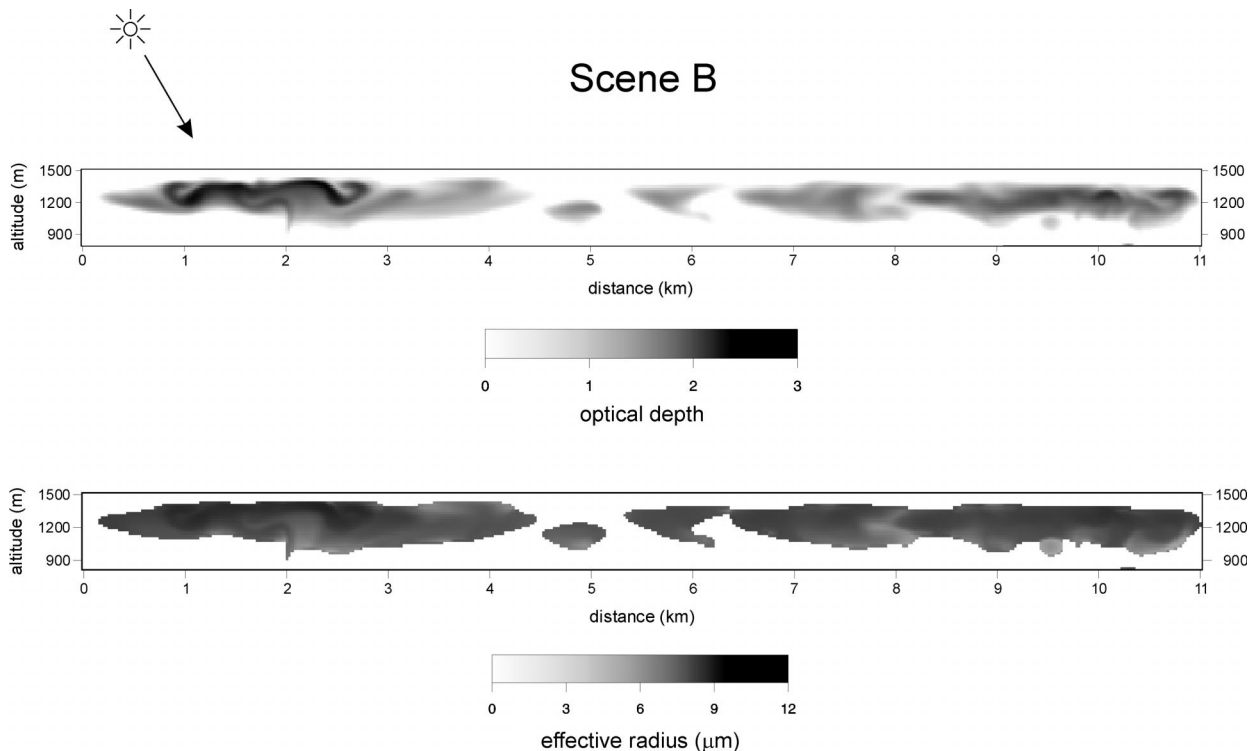 Scene B
altitude (m)
1500 1500
1200 1200
900 900
0 1 2 3 4 5 6 7 8 9 10 11
distance (km)
0 1 2 3
optical depth
altitude (m)
1500 1500
1200 1200
900 900
0 1 2 3 4 5 6 7 8 9 10 11
distance (km)
0 3 6 9 12
effective radius (μm)